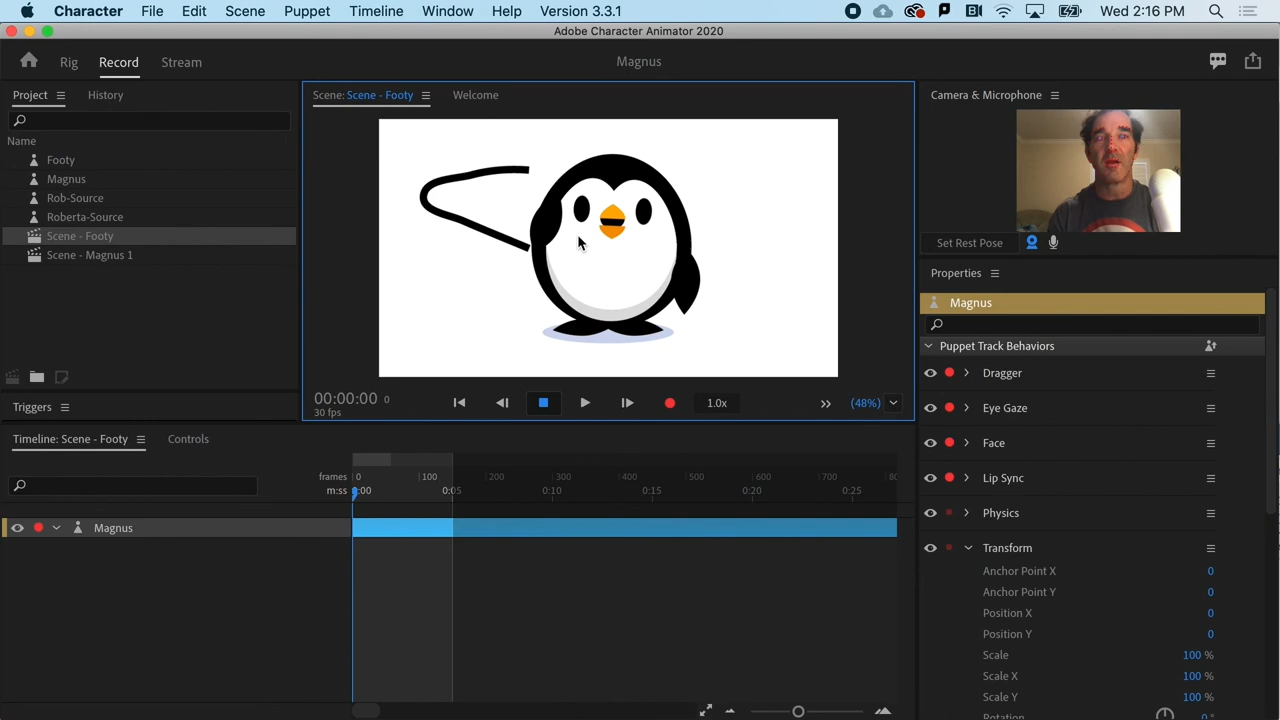 Character File Edit Scene Puppet Timeline Window Help Version 3.3.1 Wed 2:16 PM
Adobe Character Animator 2020
Rig Record Stream Magnus
Project History
Name
Footy
Magnus
Rob-Source
Roberta-Source
Scene - Footy
Scene - Magnus 1
Triggers
Scene: Scene - Footy Welcome
00:00:00 0
30 fps
1.0x
(48%)
Camera & Microphone
Set Rest Pose
Properties
Magnus
Puppet Track Behaviors
Dragger
Eye Gaze
Face
Lip Sync
Physics
Transform
Anchor Point X 0
Anchor Point Y 0
Position X 0
Position Y 0
Scale 100 %
Scale X 100 %
Scale Y 100 %
Rotation 0 °
Timeline: Scene - Footy Controls
frames 0 100 200 300 400 500 600 700
m:ss 0:05 0:10 0:15 0:20 0:25
Magnus